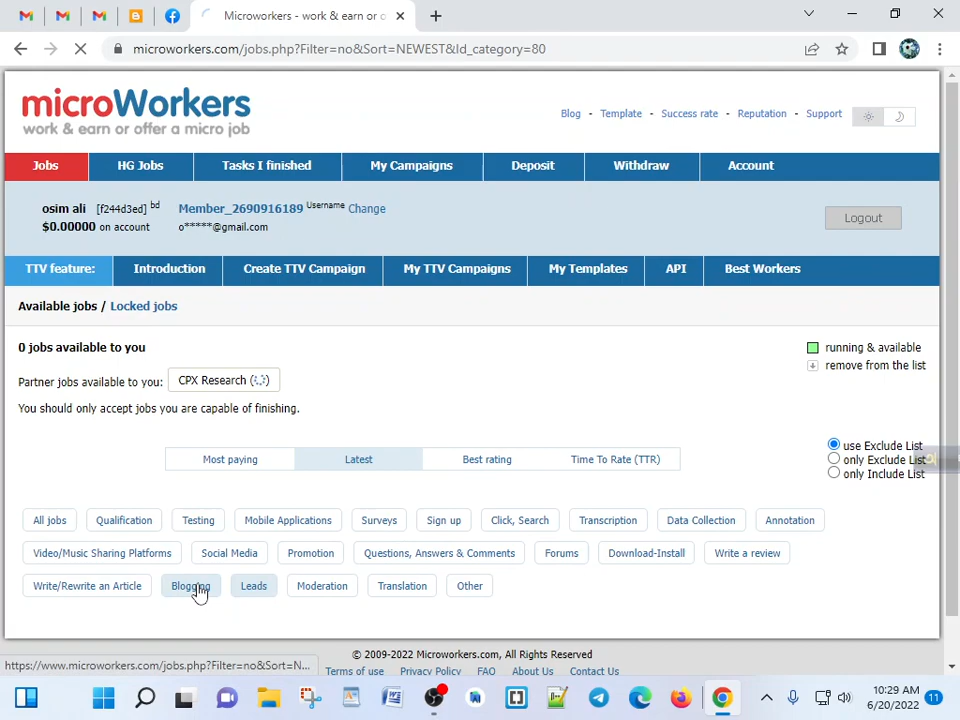 Microworkers - work & earn or o
microworkers.com/jobs.php?Filter=no&Sort=NEWEST&Id_category=80
microWorkers
work & earn or offer a micro job
Blog - Template - Success rate - Reputation - Support
Jobs HG Jobs Tasks I finished My Campaigns Deposit Withdraw Account
osim ali [f244d3ed] bd Member_2690916189 Username Change
$0.00000 on account o*****@gmail.com
Logout
TTV feature: Introduction Create TTV Campaign My TTV Campaigns My Templates API Best Workers
Available jobs / Locked jobs
0 jobs available to you
running & available
remove from the list
Partner jobs available to you: CPX Research ( )
You should only accept jobs you are capable of finishing.
use Exclude List
only Exclude List
only Include List
Most paying Latest Best rating Time To Rate (TTR)
All jobs Qualification Testing Mobile Applications Surveys Sign up Click, Search Transcription Data Collection Annotation
Video/Music Sharing Platforms Social Media Promotion Questions, Answers & Comments Forums Download-Install Write a review
Write/Rewrite an Article Blogging Leads Moderation Translation Other
© 2009-2022 Microworkers.com, All Rights Reserved
https://www.microworkers.com/jobs.php?Filter=no&Sort=N...
Terms of use Privacy Policy FAQ About Us Contact Us
10:29 AM
6/20/2022
11